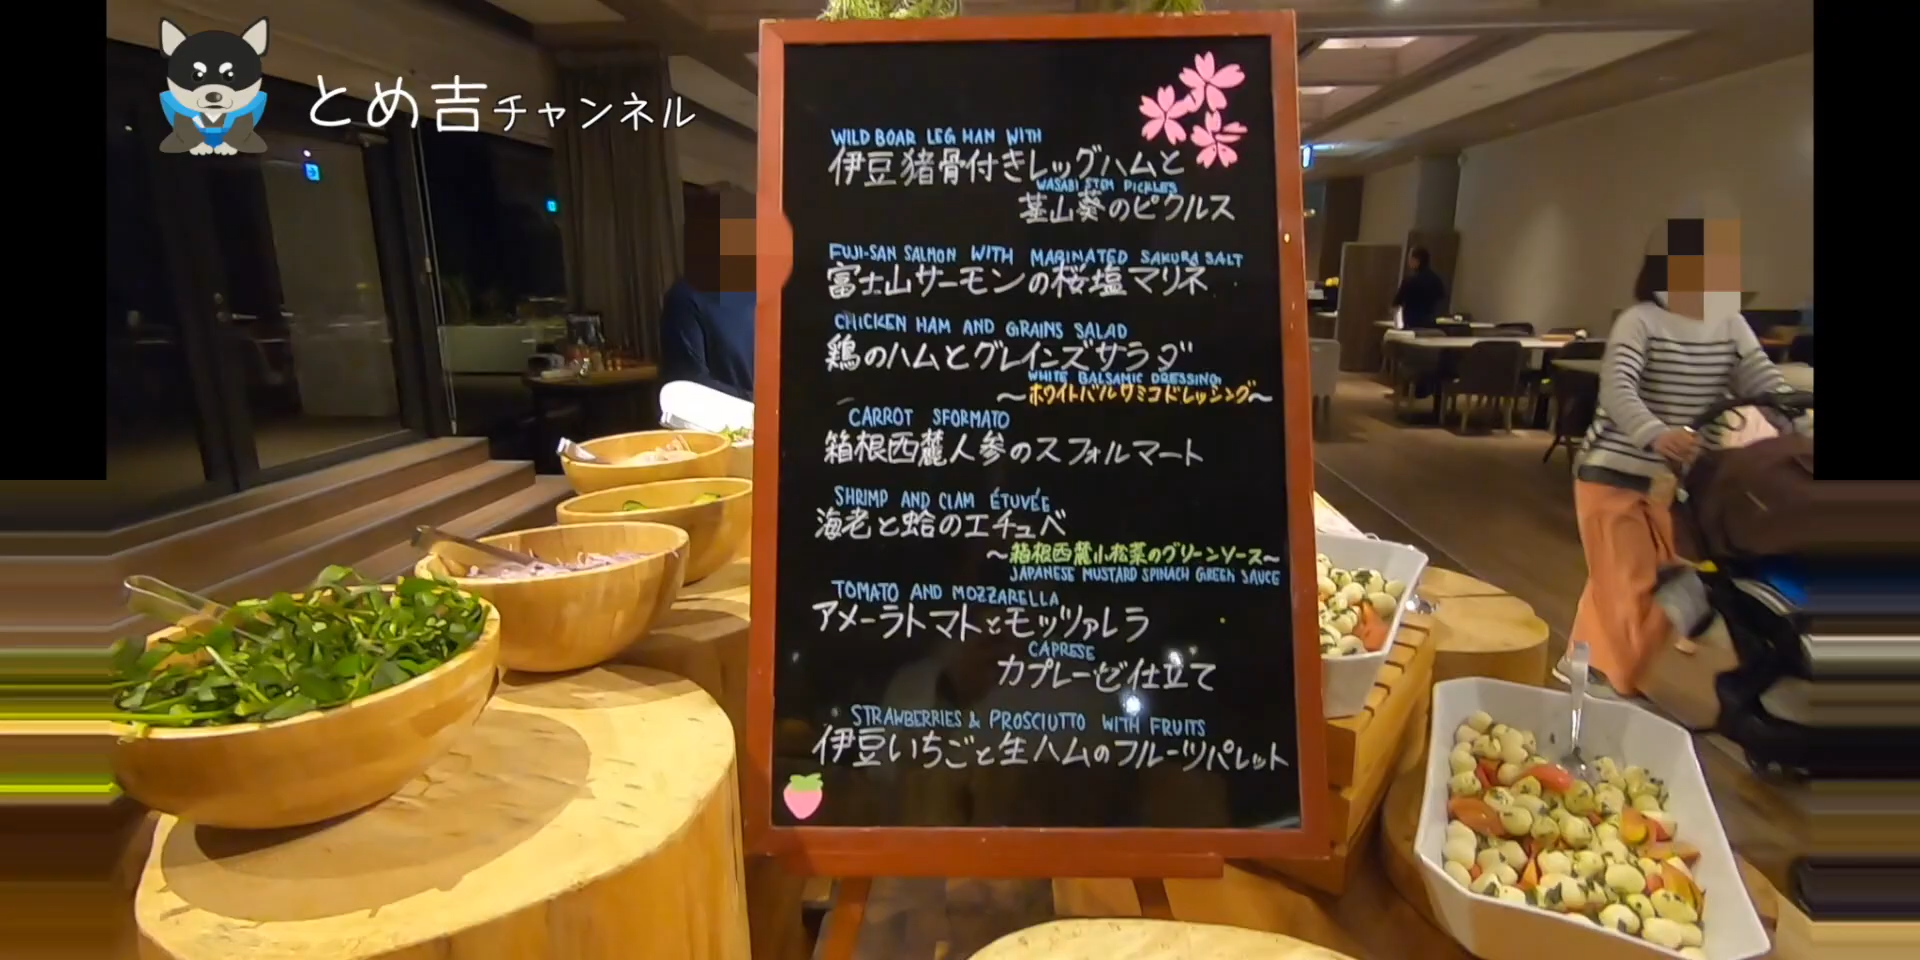 とめ吉チャンネル
WILD BOAR LEG HAM WITH
伊豆猪骨付きレッグハムと
WASABI STEM PICKLES
茎山葵のピクルス
FUJI-SAN SALMON WITH MARINATED SAKURA SALT
富士山サーモンの桜塩マリネ
CHICKEN HAM AND GRAINS SALAD
鶏のハムとグレインズサラダ
WHITE BALSAMIC DRESSING
～ホワイトバルサミコドレッシング～
CARROT SFORMATO
箱根西麓人参のスフォルマート
SHRIMP AND CLAM ÉTUVÉE
海老と蛤のエチュベ
～箱根西麓小松菜のグリーンソース～
JAPANESE MUSTARD SPINACH GREEN SAUCE
TOMATO AND MOZZARELLA
アメーラトマトとモッツァレラ
CAPRESE
カプレーゼ仕立て
STRAWBERRIES & PROSCIUTTO WITH FRUITS
伊豆いちごと生ハムのフルーツパレット